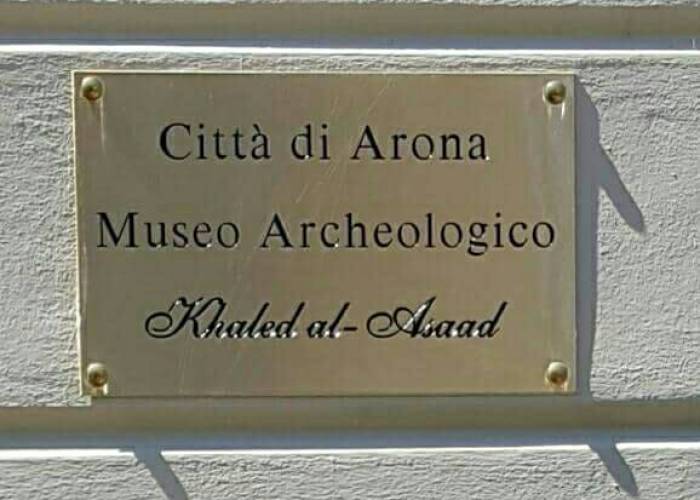 Città di Arona
Museo Archeologico
Khaled al-Asaad